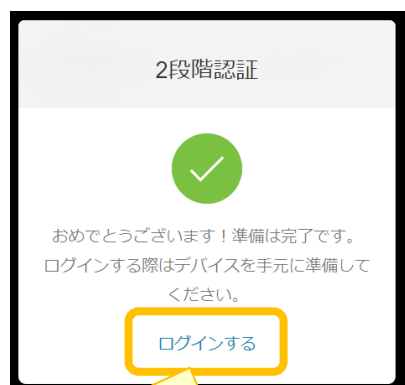 2段階認証
おめでとうございます！準備は完了です。
ログインする際はデバイスを手元に準備して
ください。
ログインする